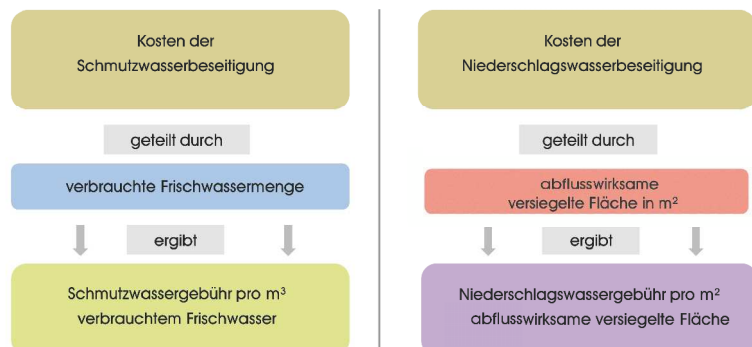 Kosten der
Schmutzwasserbeseitigung
geteilt durch
verbrauchte Frischwassermenge
ergibt
Schmutzwassergebühr pro m³
verbrauchtem Frischwasser
Kosten der
Niederschlagswasserbeseitigung
geteilt durch
abflusswirksame
versiegelte Fläche in m²
ergibt
Niederschlagswassergebühr pro m²
abflusswirksame versiegelte Fläche